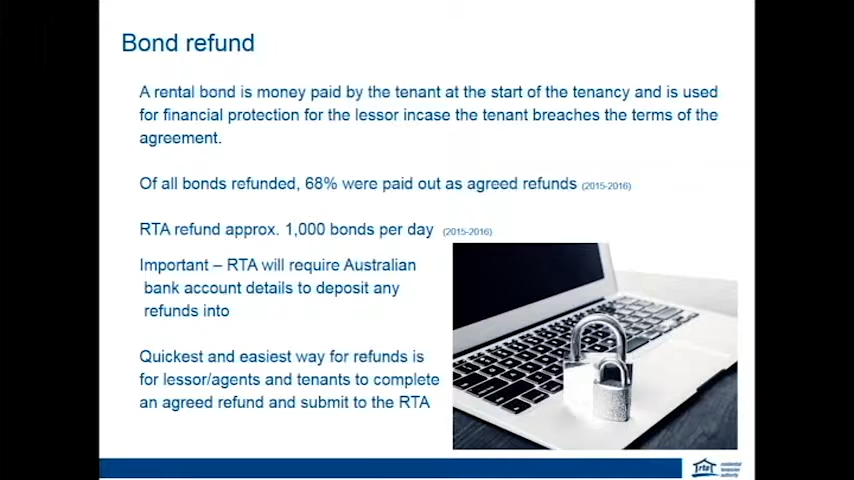 Bond refund
A rental bond is money paid by the tenant at the start of the tenancy and is used
for financial protection for the lessor incase the tenant breaches the terms of the
agreement.
Of all bonds refunded, 68% were paid out as agreed refunds (2015-2016)
RTA refund approx. 1,000 bonds per day (2015-2016)
Important – RTA will require Australian
bank account details to deposit any
refunds into
Quickest and easiest way for refunds is
for lessor/agents and tenants to complete
an agreed refund and submit to the RTA
rta
residential
tenancies
authority